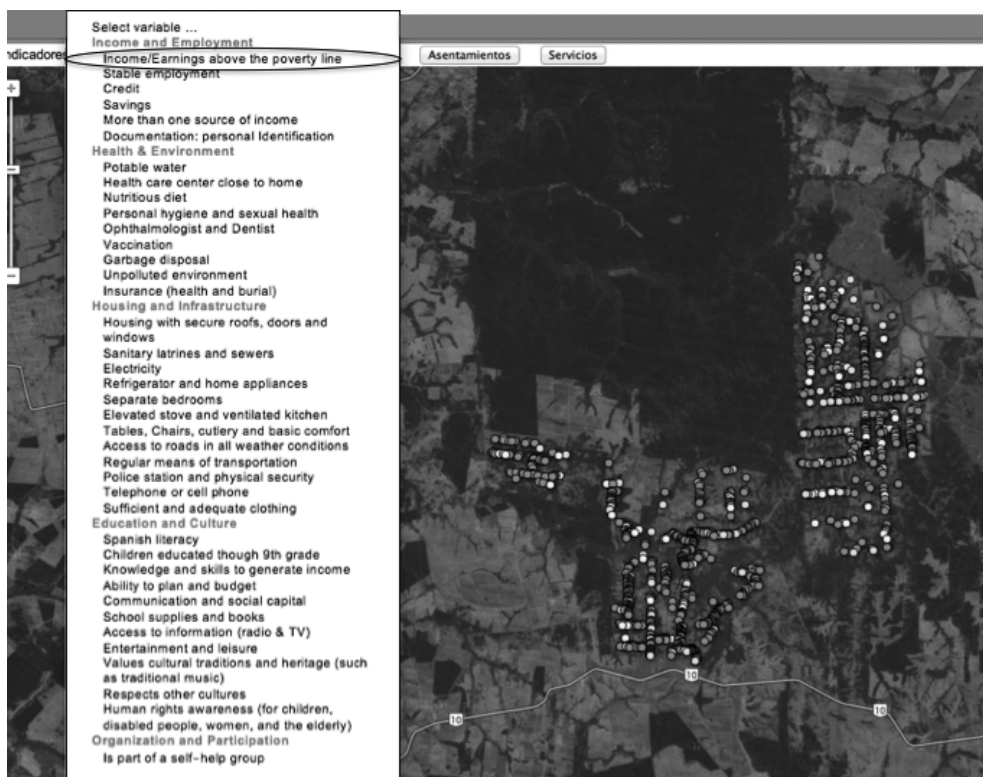 Select variable ...
Income and Employment
ndicadores
Income/Earnings above the poverty line
Asentamientos
Servicios
Stable employment
Credit
Savings
More than one source of income
Documentation: personal Identification
Health & Environment
Potable water
Health care center close to home
Nutritious diet
Personal hygiene and sexual health
Ophthalmologist and Dentist
Vaccination
Garbage disposal
Unpolluted environment
Insurance (health and burial)
Housing and Infrastructure
Housing with secure roofs, doors and
windows
Sanitary latrines and sewers
Electricity
Refrigerator and home appliances
Separate bedrooms
Elevated stove and ventilated kitchen
Tables, Chairs, cutlery and basic comfort
Access to roads in all weather conditions
Regular means of transportation
Police station and physical security
Telephone or cell phone
Sufficient and adequate clothing
Education and Culture
Spanish literacy
Children educated though 9th grade
Knowledge and skills to generate income
Ability to plan and budget
Communication and social capital
School supplies and books
Access to information (radio & TV)
Entertainment and leisure
Values cultural traditions and heritage (such
as traditional music)
Respects other cultures
Human rights awareness (for children,
disabled people, women, and the elderly)
Organization and Participation
Is part of a self-help group
10
10
10